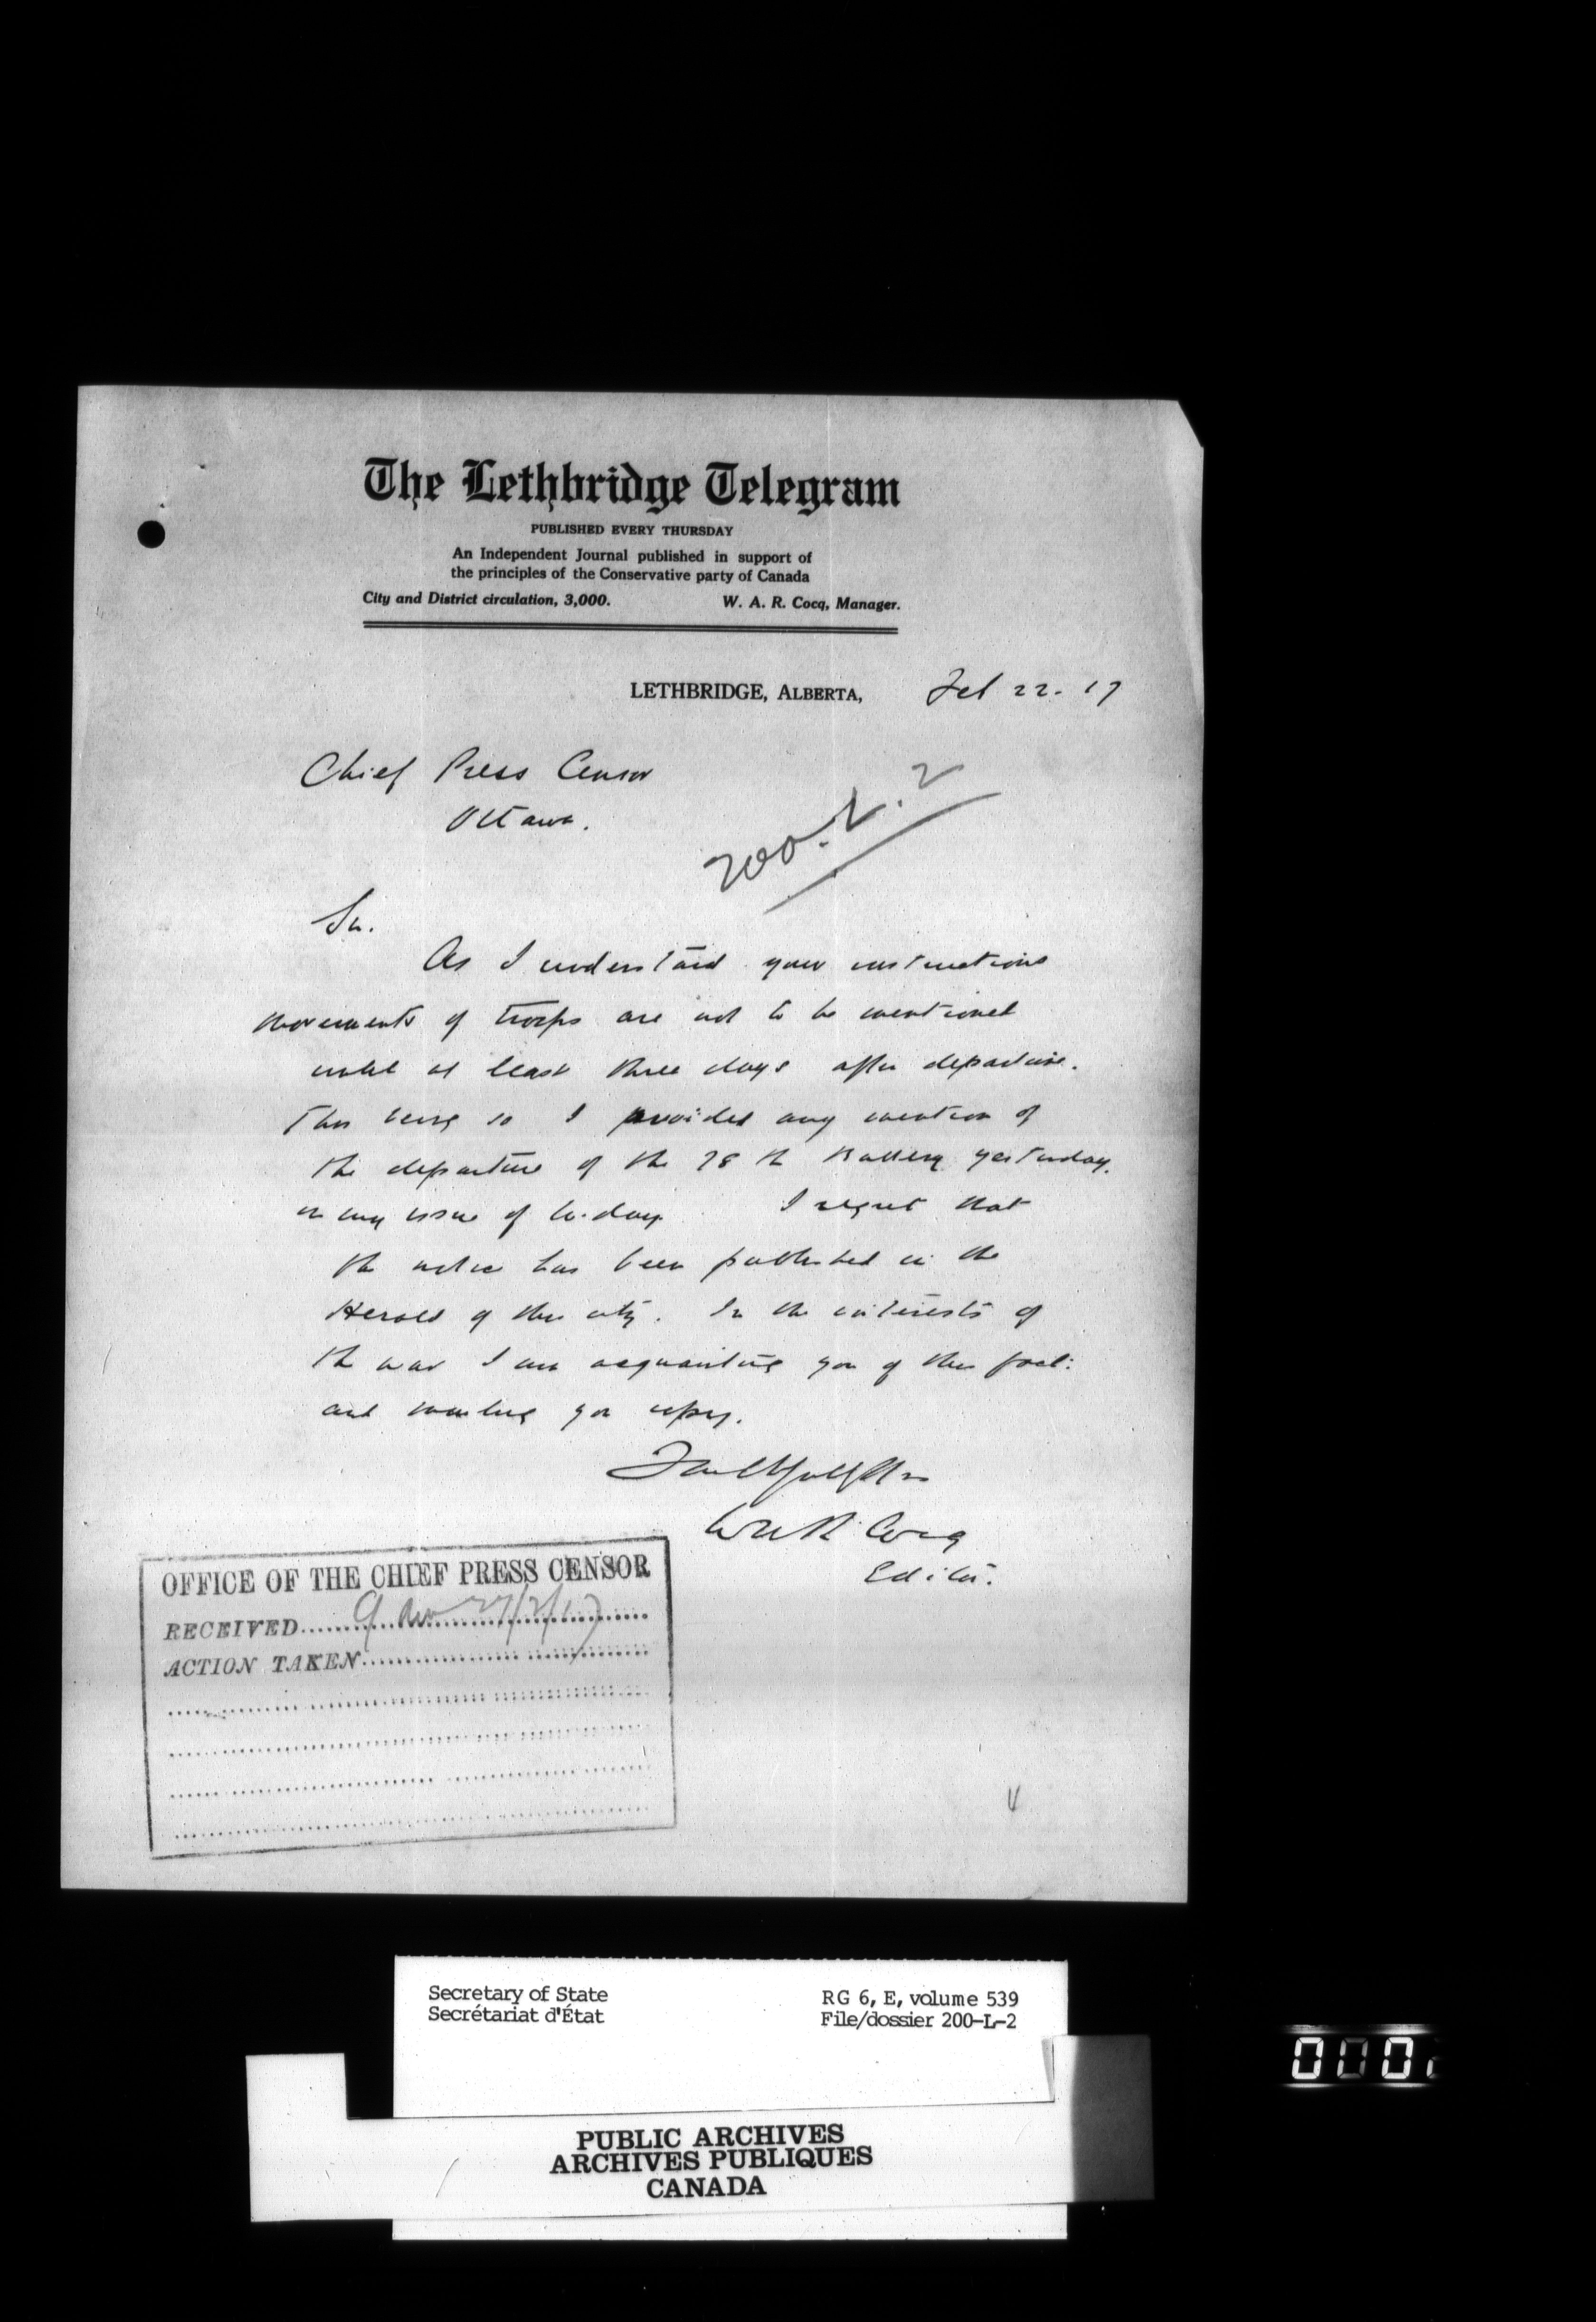 The Lethbridge Telegram
PUBLISHED EVERY THURSDAY
An Independent Journal published in support of
the principles of the Conservative party of Canada
City and District circulation, 3,000. W. A. R. Cocq, Manager.
LETHBRIDGE, ALBERTA, Feb 22. 17
Chief Press Censor
Ottawa.
200.L.2
Sir.
As I understand your instructions
movements of troops are not to be mentioned
until at least three days after departure.
This being so I avoided any mention of
the departure of the 78th Battery yesterday.
in my issue of to-day. I regret that
the notice has been published in the
Herald of this city. In the interests of
the war I am acquainting you of this fact:
and you copy.
Faithfully Yrs
W A R Cocq
Editor.
OFFICE OF THE CHIEF PRESS CENSOR
RECEIVED 27/2/17
ACTION TAKEN
Secretary of State
Secrétariat d'État
RG 6, E, volume 539
File/dossier 200-L-2
PUBLIC ARCHIVES
ARCHIVES PUBLIQUES
CANADA